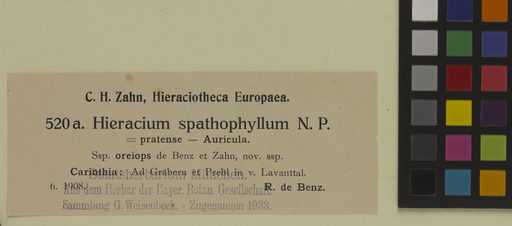 C. H. Zahn, Hieraciotheca Europaea.
520 a. Hieracium spathophyllum N. P.
= pratense — Auricula.
Ssp. oreiops de Benz et Zahn, nov. ssp.
Carinthia: Ad Gräbern et Prebl in v. Lavanttal.
6. 1908. R. de Benz.
Aus dem Herbar der Bayer. Botan. Gesellschaft
Sammlung G. Weisenbeck. - Zugegangen 1933.